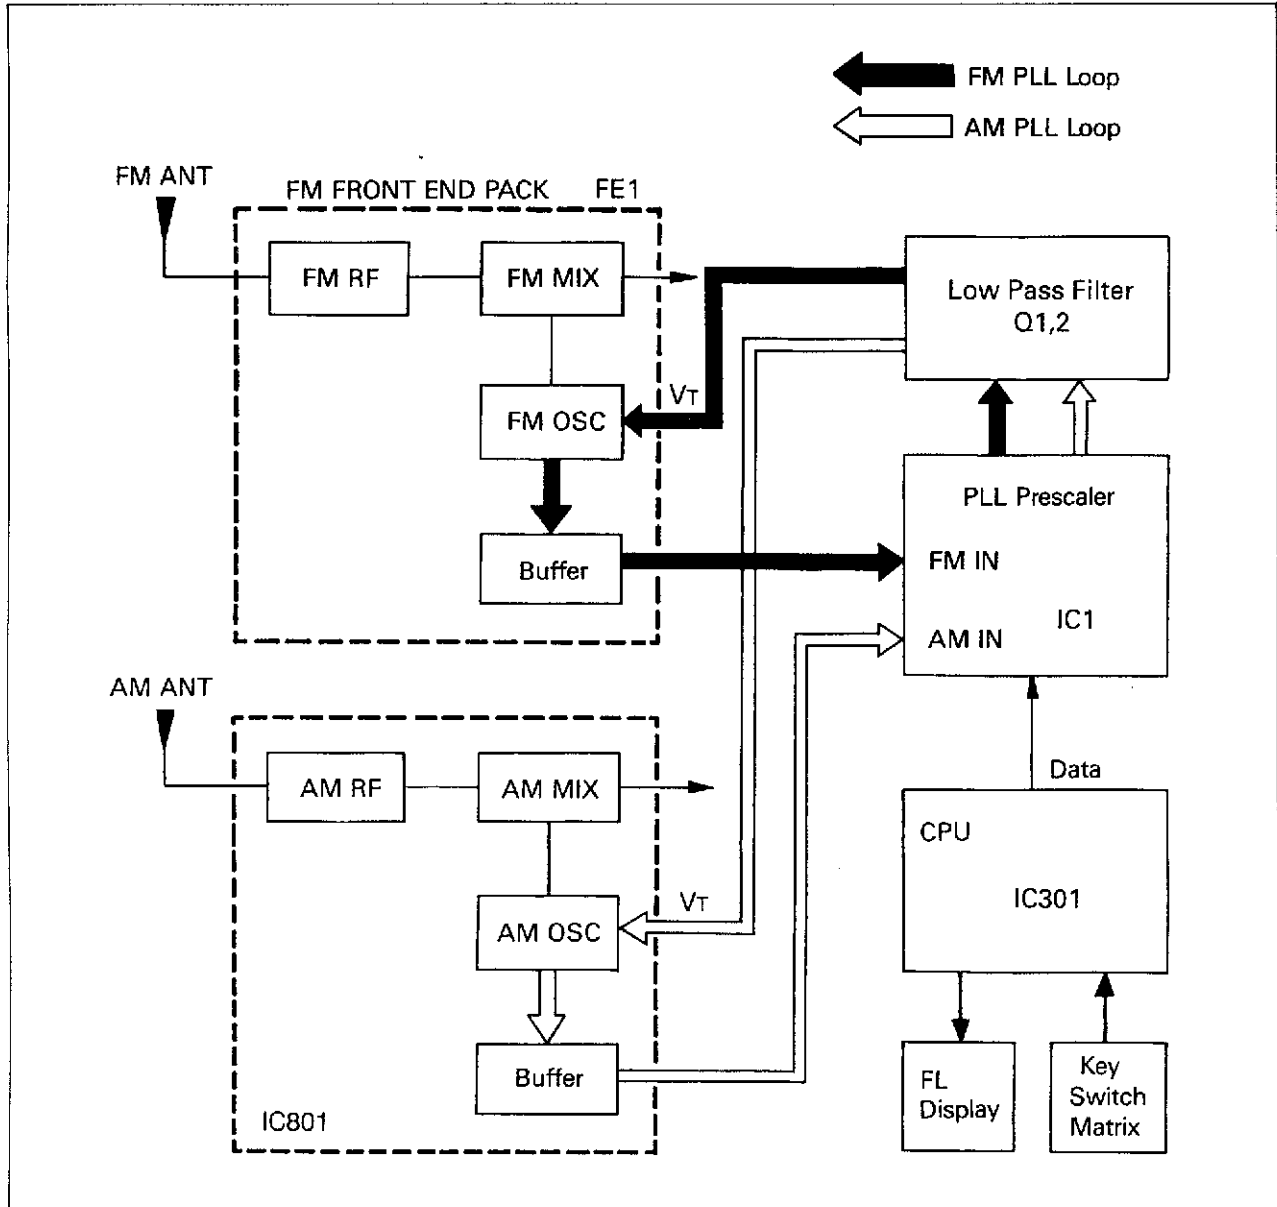 FM PLL Loop
AM PLL Loop
FM ANT
FM FRONT END PACK FE1
FM RF
FM MIX
FM OSC
VT
Buffer
Low Pass Filter
Q1,2
PLL Prescaler
FM IN
IC1
AM IN
AM ANT
AM RF
AM MIX
AM OSC
VT
Buffer
IC801
Data
CPU
IC301
FL
Display
Key
Switch
Matrix